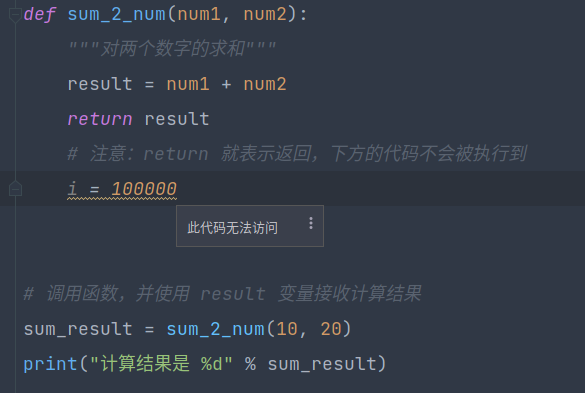 def sum_2_num(num1, num2):
"""对两个数字的求和"""
result = num1 + num2
return result
# 注意：return 就表示返回，下方的代码不会被执行到
i = 100000
此代码无法访问
# 调用函数，并使用 result 变量接收计算结果
sum_result = sum_2_num(10, 20)
print("计算结果是 %d" % sum_result)